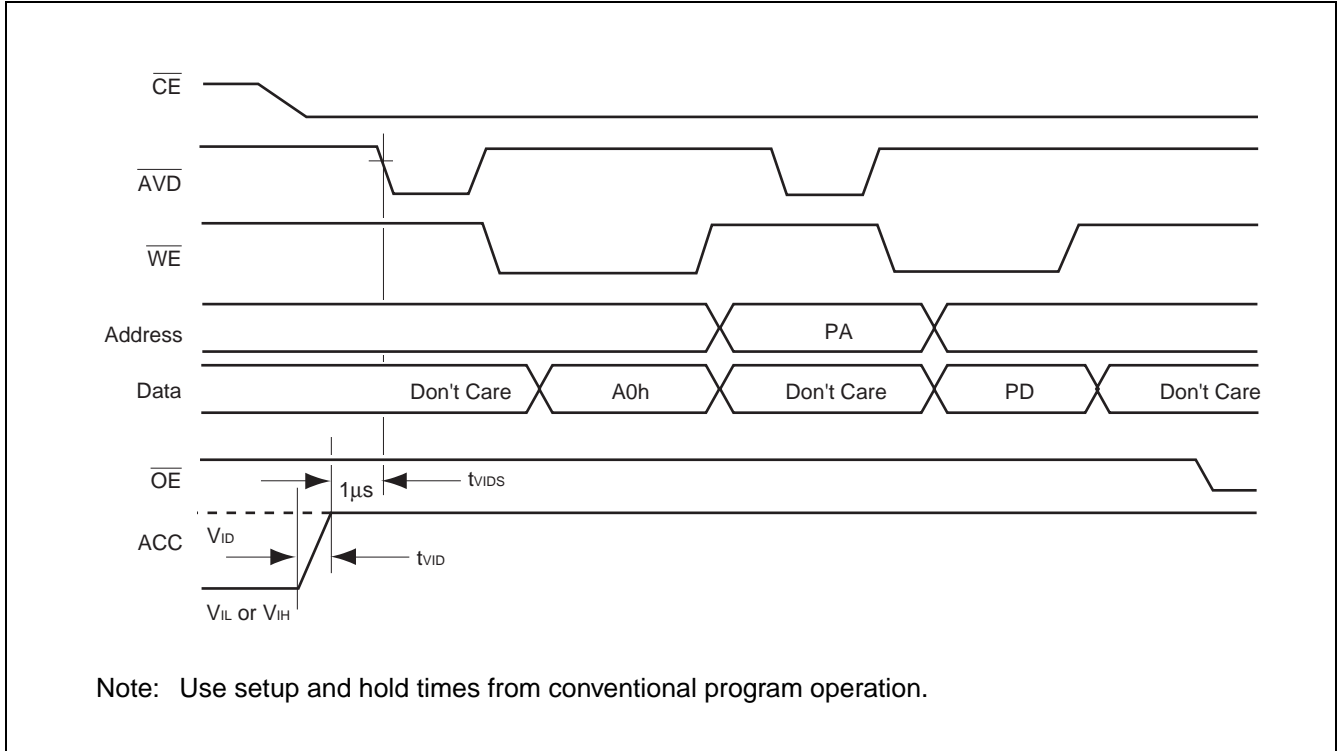 CE
AVD
WE
Address PA
Data Don't Care A0h Don't Care PD Don't Care
OE 1μs tVIDS
ACC VID tVID
VIL or VIH
Note: Use setup and hold times from conventional program operation.